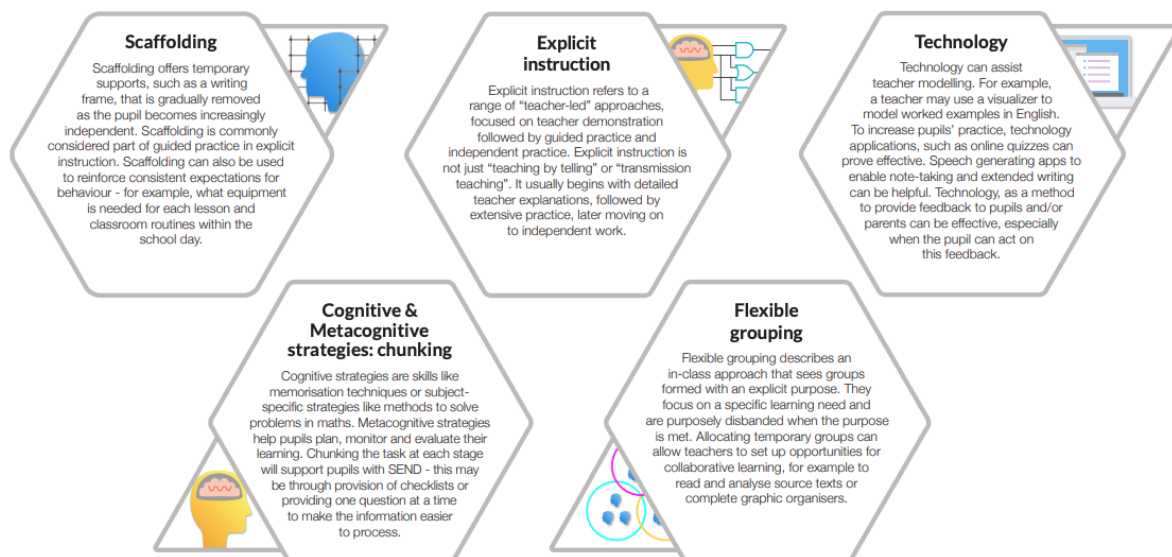 Scaffolding
Scaffolding offers temporary
supports, such as a writing
frame, that is gradually removed
as the pupil becomes increasingly
independent. Scaffolding is commonly
considered part of guided practice in explicit
instruction. Scaffolding can also be used
to reinforce consistent expectations for
behaviour - for example, what equipment
is needed for each lesson and
classroom routines within the
school day.
Explicit
instruction
Explicit instruction refers to a
range of “teacher-led” approaches,
focused on teacher demonstration
followed by guided practice and
independent practice. Explicit instruction is
not just “teaching by telling” or “transmission
teaching”. It usually begins with detailed
teacher explanations, followed by
extensive practice, later moving on
to independent work.
Technology
Technology can assist
teacher modelling. For example,
a teacher may use a visualizer to
model worked examples in English.
To increase pupils’ practice, technology
applications, such as online quizzes can
prove effective. Speech generating apps to
enable note-taking and extended writing
can be helpful. Technology, as a method
to provide feedback to pupils and/or
parents can be effective, especially
when the pupil can act on
this feedback.
Cognitive &
Metacognitive
strategies: chunking
Cognitive strategies are skills like
memorisation techniques or subject-
specific strategies like methods to solve
problems in maths. Metacognitive strategies
help pupils plan, monitor and evaluate their
learning. Chunking the task at each stage
will support pupils with SEND - this may
be through provision of checklists or
providing one question at a time
to make the information easier
to process.
Flexible
grouping
Flexible grouping describes an
in-class approach that sees groups
formed with an explicit purpose. They
focus on a specific learning need and
are purposely disbanded when the purpose
is met. Allocating temporary groups can
allow teachers to set up opportunities for
collaborative learning, for example to
read and analyse source texts or
complete graphic organisers.